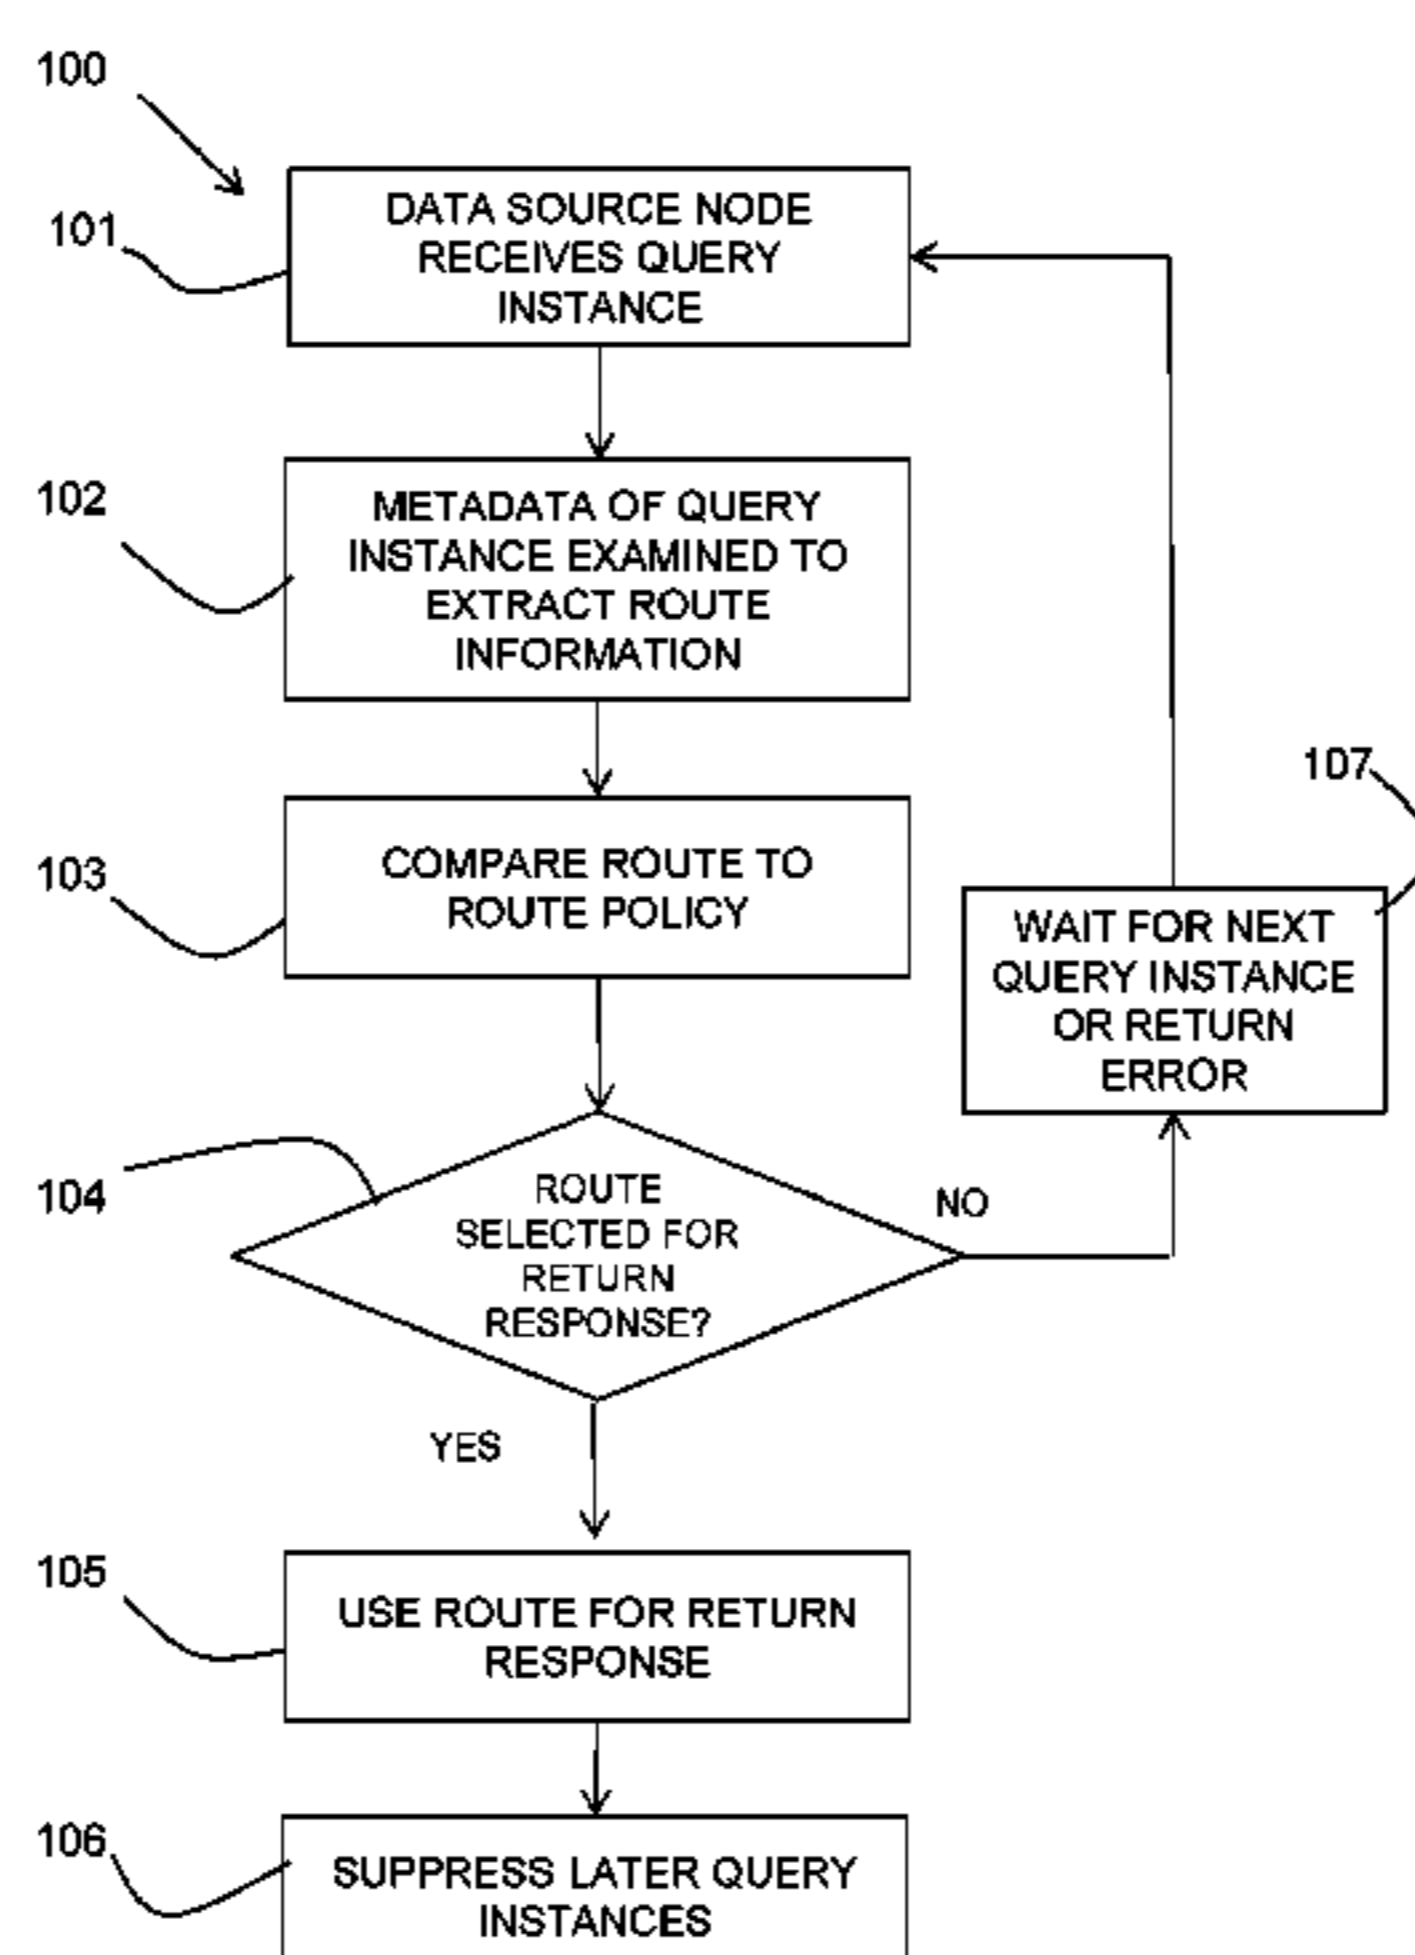 100
101
DATA SOURCE NODE
RECEIVES QUERY
INSTANCE
102
METADATA OF QUERY
INSTANCE EXAMINED TO
EXTRACT ROUTE
INFORMATION
103
COMPARE ROUTE TO
ROUTE POLICY
107
WAIT FOR NEXT
QUERY INSTANCE
OR RETURN
ERROR
104
ROUTE
SELECTED FOR
RETURN
RESPONSE?
NO
YES
105
USE ROUTE FOR RETURN
RESPONSE
106
SUPPRESS LATER QUERY
INSTANCES